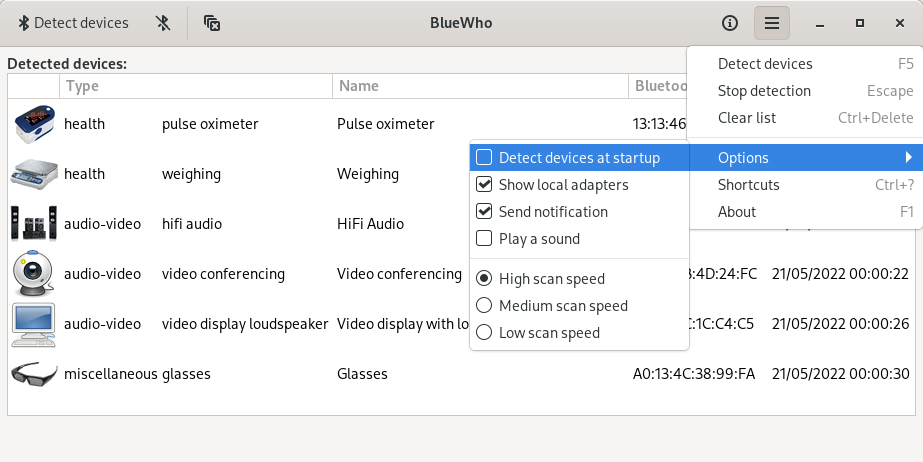 Detect devices BlueWho
Detected devices:
Type Name Bluetoo
health pulse oximeter Pulse oximeter 13:13:46
health weighing Weighing
audio-video hifi audio HiFi Audio
audio-video video conferencing Video conferencing 4D:24:FC 21/05/2022 00:00:22
audio-video video display loudspeaker Video display with lo 1C:C4:C5 21/05/2022 00:00:26
miscellaneous glasses Glasses A0:13:4C:38:99:FA 21/05/2022 00:00:30
Detect devices F5
Stop detection Escape
Clear list Ctrl+Delete
Options
Shortcuts Ctrl+?
About F1
Detect devices at startup
Show local adapters
Send notification
Play a sound
High scan speed
Medium scan speed
Low scan speed